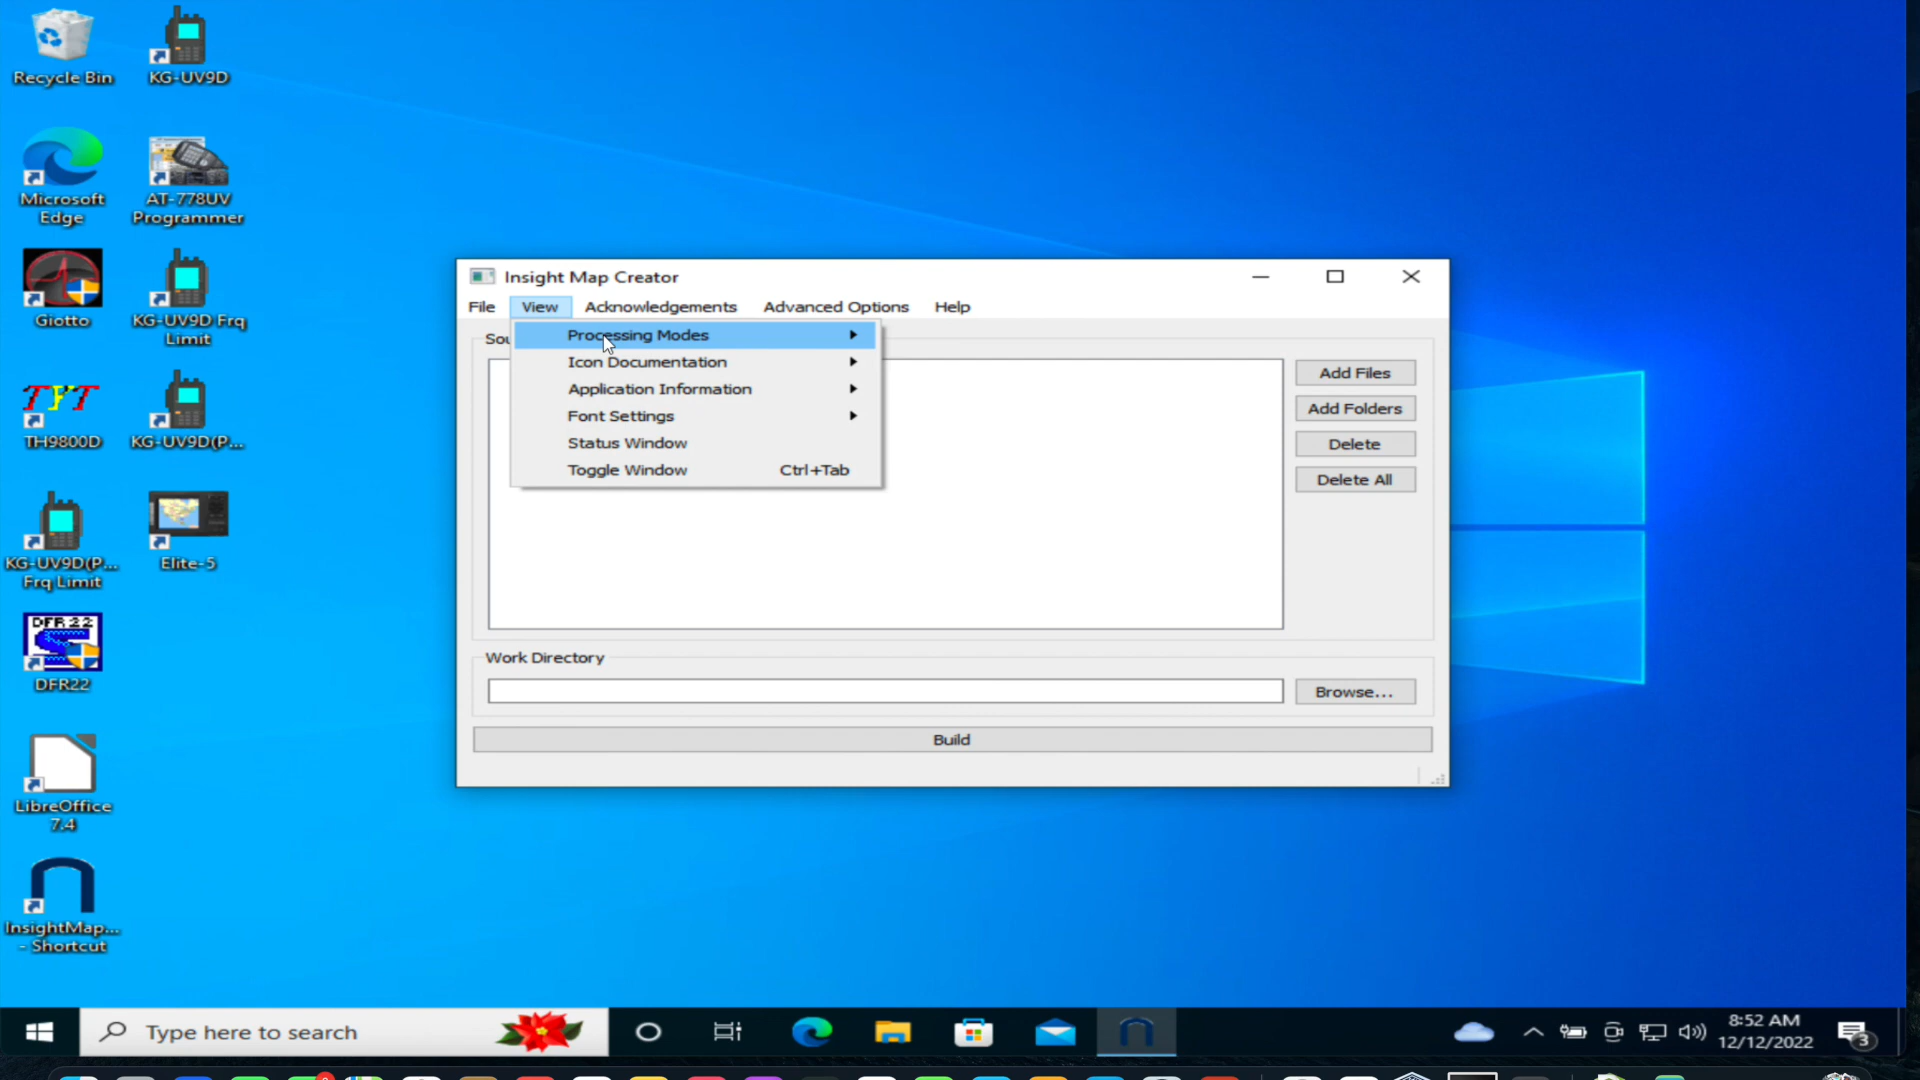 Recycle Bin
KG-UV9D
Microsoft
Edge
AT-778UV
Programmer
Giotto
KG-UV9D Frq
Limit
TYT
TH9800D
KG-UV9D(P...
KG-UV9D(P...
Frq Limit
Elite-5
DFR 22
DFR22
LibreOffice
7.4
InsightMap...
- Shortcut
Insight Map Creator
File
View
Acknowledgements
Advanced Options
Help
Sou
Processing Modes
Icon Documentation
Application Information
Font Settings
Status Window
Toggle Window
Ctrl+Tab
Add Files
Add Folders
Delete
Delete All
Work Directory
Browse...
Build
Type here to search
8:52 AM
12/12/2022
3